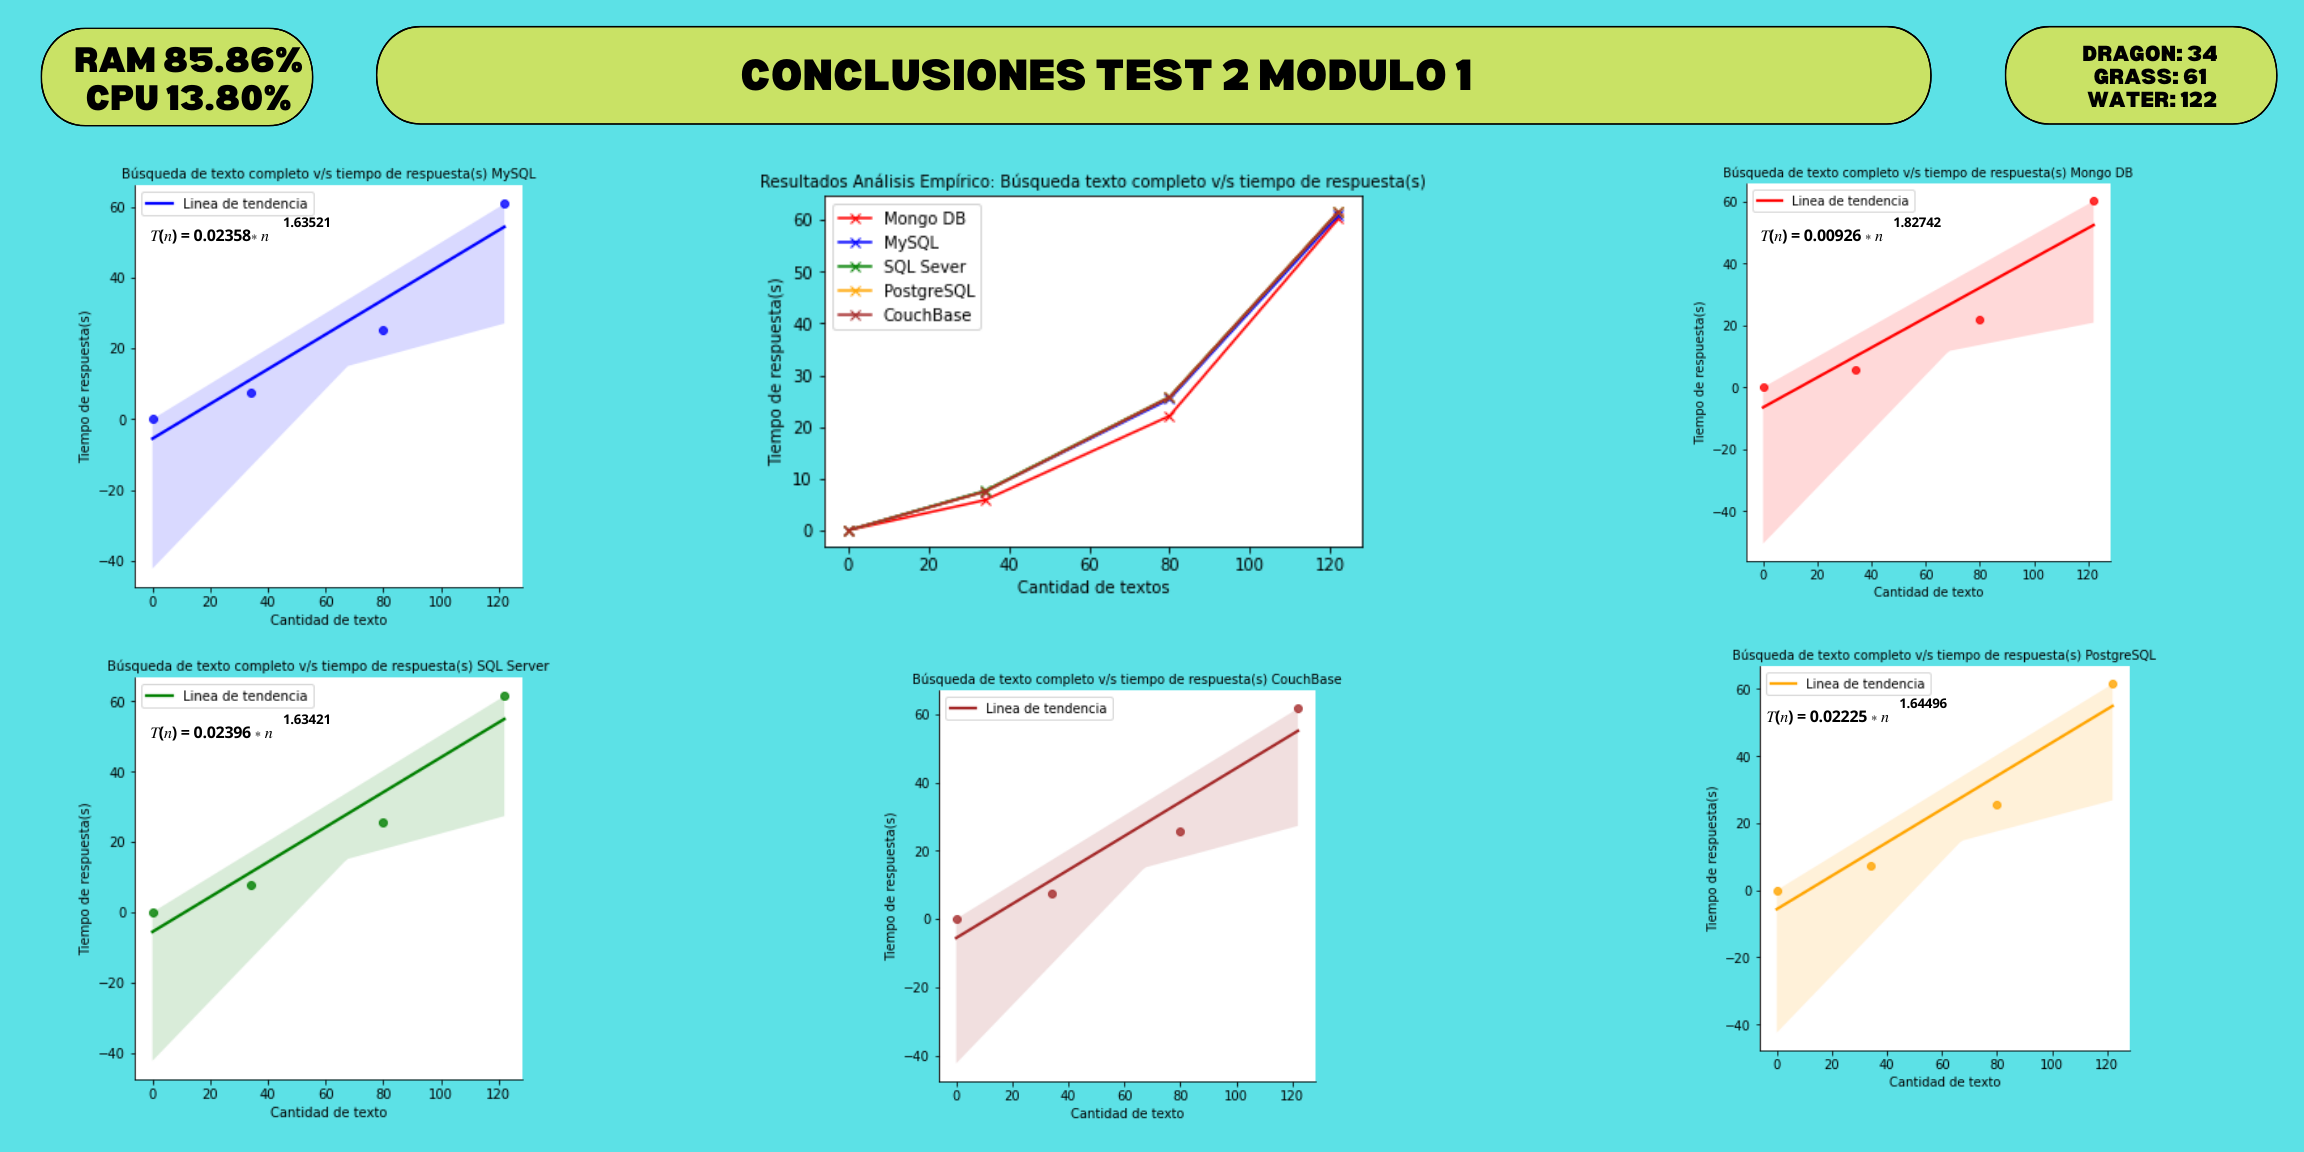 RAM 85.86%
CPU 13.80%
CONCLUSIONES TEST 2 MODULO 1
DRAGON: 34
GRASS: 61
WATER: 122
Búsqueda de texto completo v/s tiempo de respuesta(s) MySQL
Linea de tendencia
T(n) = 0.02358* n 1.63521
60
40
20
0
−20
−40
Tiempo de respuesta(s)
0 20 40 60 80 100 120
Cantidad de texto
Resultados Análisis Empírico: Búsqueda texto completo v/s tiempo de respuesta(s)
Mongo DB
MySQL
SQL Sever
PostgreSQL
CouchBase
60
50
40
30
20
10
0
Tiempo de respuesta(s)
0 20 40 60 80 100 120
Cantidad de textos
Búsqueda de texto completo v/s tiempo de respuesta(s) Mongo DB
Linea de tendencia
T(n) = 0.00926 * n 1.82742
60
40
20
0
−20
−40
Tiempo de respuesta(s)
0 20 40 60 80 100 120
Cantidad de texto
Búsqueda de texto completo v/s tiempo de respuesta(s) SQL Server
Linea de tendencia
T(n) = 0.02396 * n 1.63421
60
40
20
0
−20
−40
Tiempo de respuesta(s)
0 20 40 60 80 100 120
Cantidad de texto
Búsqueda de texto completo v/s tiempo de respuesta(s) CouchBase
Linea de tendencia
60
40
20
0
−20
−40
Tiempo de respuesta(s)
0 20 40 60 80 100 120
Cantidad de texto
Búsqueda de texto completo v/s tiempo de respuesta(s) PostgreSQL
Linea de tendencia
T(n) = 0.02225 * n 1.64496
60
40
20
0
−20
−40
Tiempo de respuesta(s)
0 20 40 60 80 100 120
Cantidad de texto